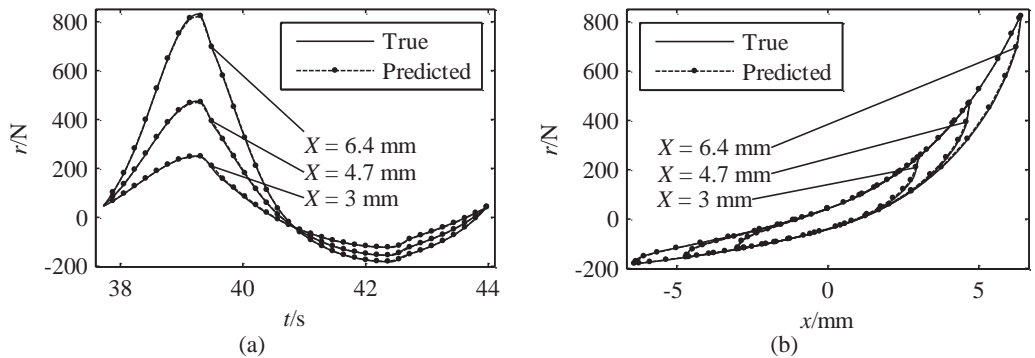 800
600
400
200
0
-200
r/N
True
Predicted
X = 6.4 mm
X = 4.7 mm
X = 3 mm
38
40
42
44
t/s
(a)
800
600
400
200
0
-200
r/N
True
Predicted
X = 6.4 mm
X = 4.7 mm
X = 3 mm
-5
0
5
x/mm
(b)